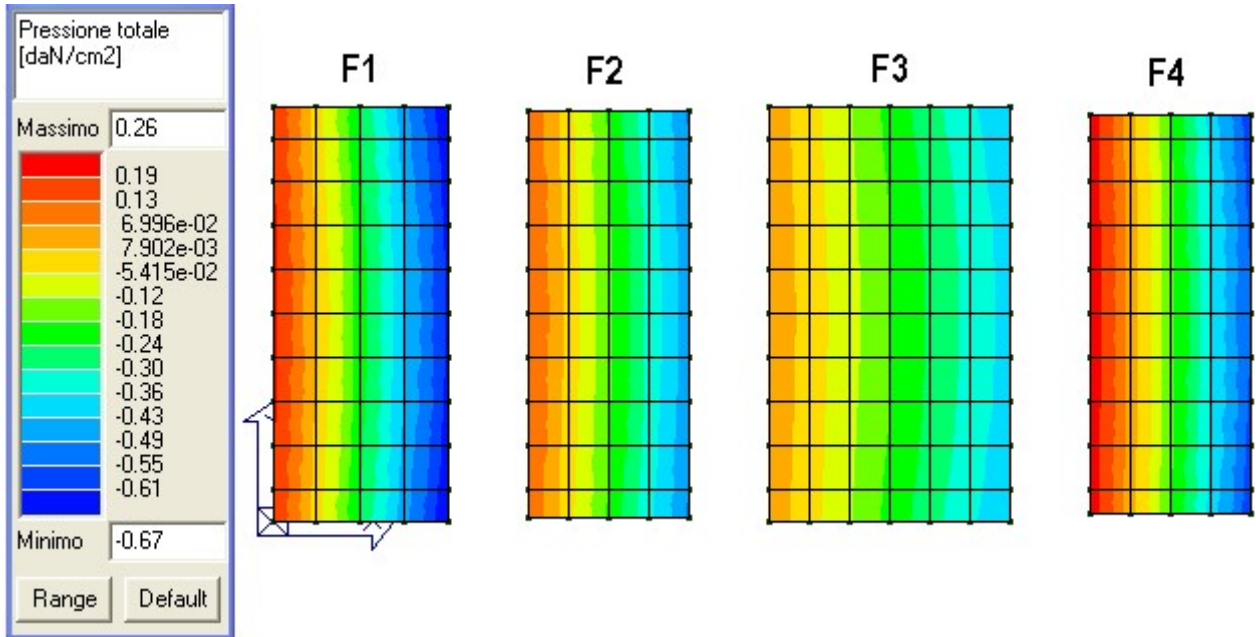 Pressione totale
[daN/cm2]
Massimo 0.26
0.19
0.13
6.996e-02
7.902e-03
-5.415e-02
-0.12
-0.18
-0.24
-0.30
-0.36
-0.43
-0.49
-0.55
-0.61
Minimo -0.67
Range Default
F1 F2 F3 F4